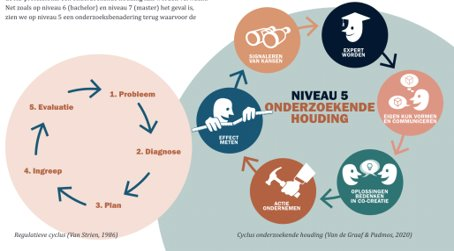 Net zoals op niveau 6 (bachelor) en niveau 7 (master) het geval is,
zien we op niveau 5 een onderzoeksbenadering terug waarvoor de
SIGNALEREN
VAN KANSEN
EXPERT
WORDEN
1. Probleem
5. Evaluatie
NIVEAU 5
ONDERZOEKENDE
HOUDING
EIGEN KIJK VORMEN
EN COMMUNICEREN
EFFECT
METEN
2. Diagnose
4. Ingreep
OPLOSSINGEN
BEDENKEN
IN CO-CREATIE
ACTIE
ONDERNEMEN
3. Plan
Regulatieve cyclus (Van Strien, 1986)
Cyclus onderzoekende houding (Van de Graaf & Padmos, 2020)